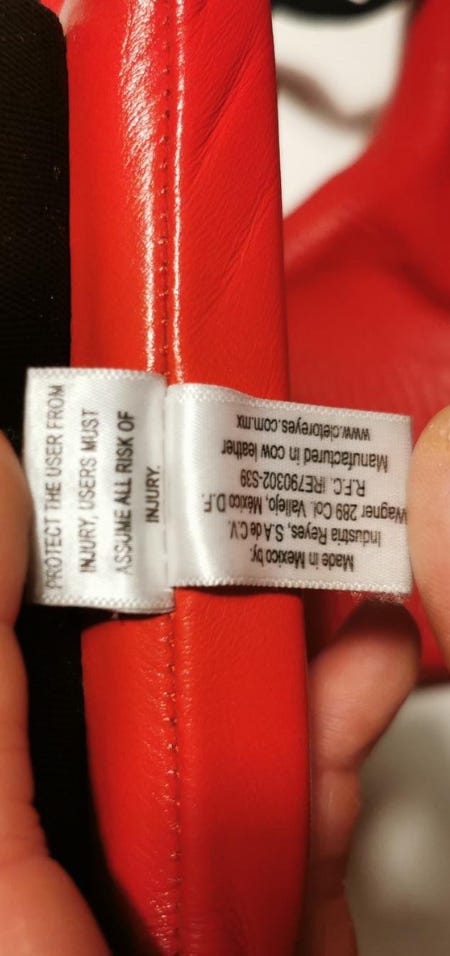 PROTECT THE USER FROM
INJURY, USERS MUST
ASSUME ALL RISK OF
INJURY.
Made in Mexico by:
Industria Reyes, S.A de C.V.
Wagner 289 Col. Vallejo, México D.F.
R.F.C. IRE790302-S39
Manufactured in cow leather
www.cletoreyes.com.mx